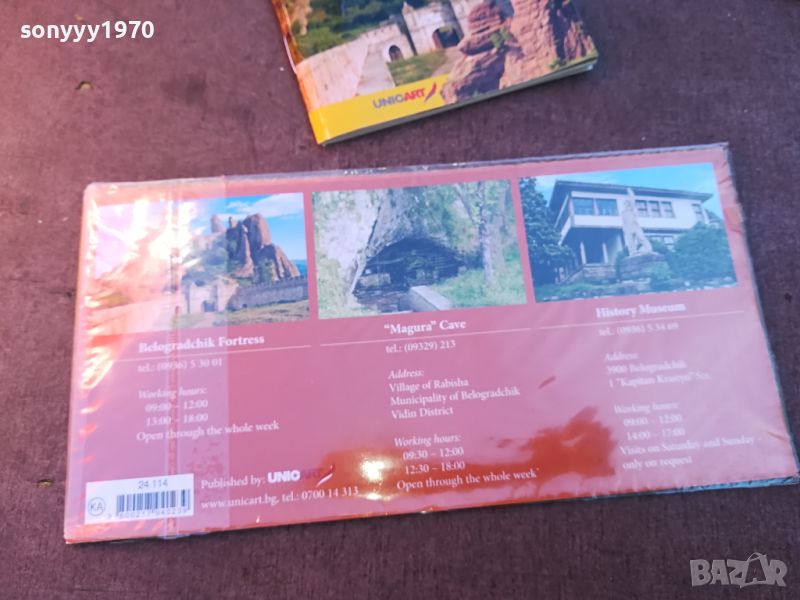 sonyyy1970
UNICART
Belogradchik Fortress
tel.: (0936) 5 30 01
Working hours:
09:00 – 12:00
13:00 – 18:00
Open through the whole week
"Magura" Cave
tel.: (09329) 213
Address:
Village of Rabisha
Municipality of Belogradchik
Vidin District
Working hours:
09:30 – 12:00
12:30 – 18:00
Open through the whole week
History Museum
tel.: (0936) 5 34 69
Address:
3900 Belogradchik
1 "Kapitan Krastyu" Str.
Working hours:
09:00 – 12:00
14:00 – 17:00
Visits on Saturday and Sunday -
only on request
KA
24.114
Published by: UNICART
www.unicart.bg, tel.: 0700 14 313
BAZAR